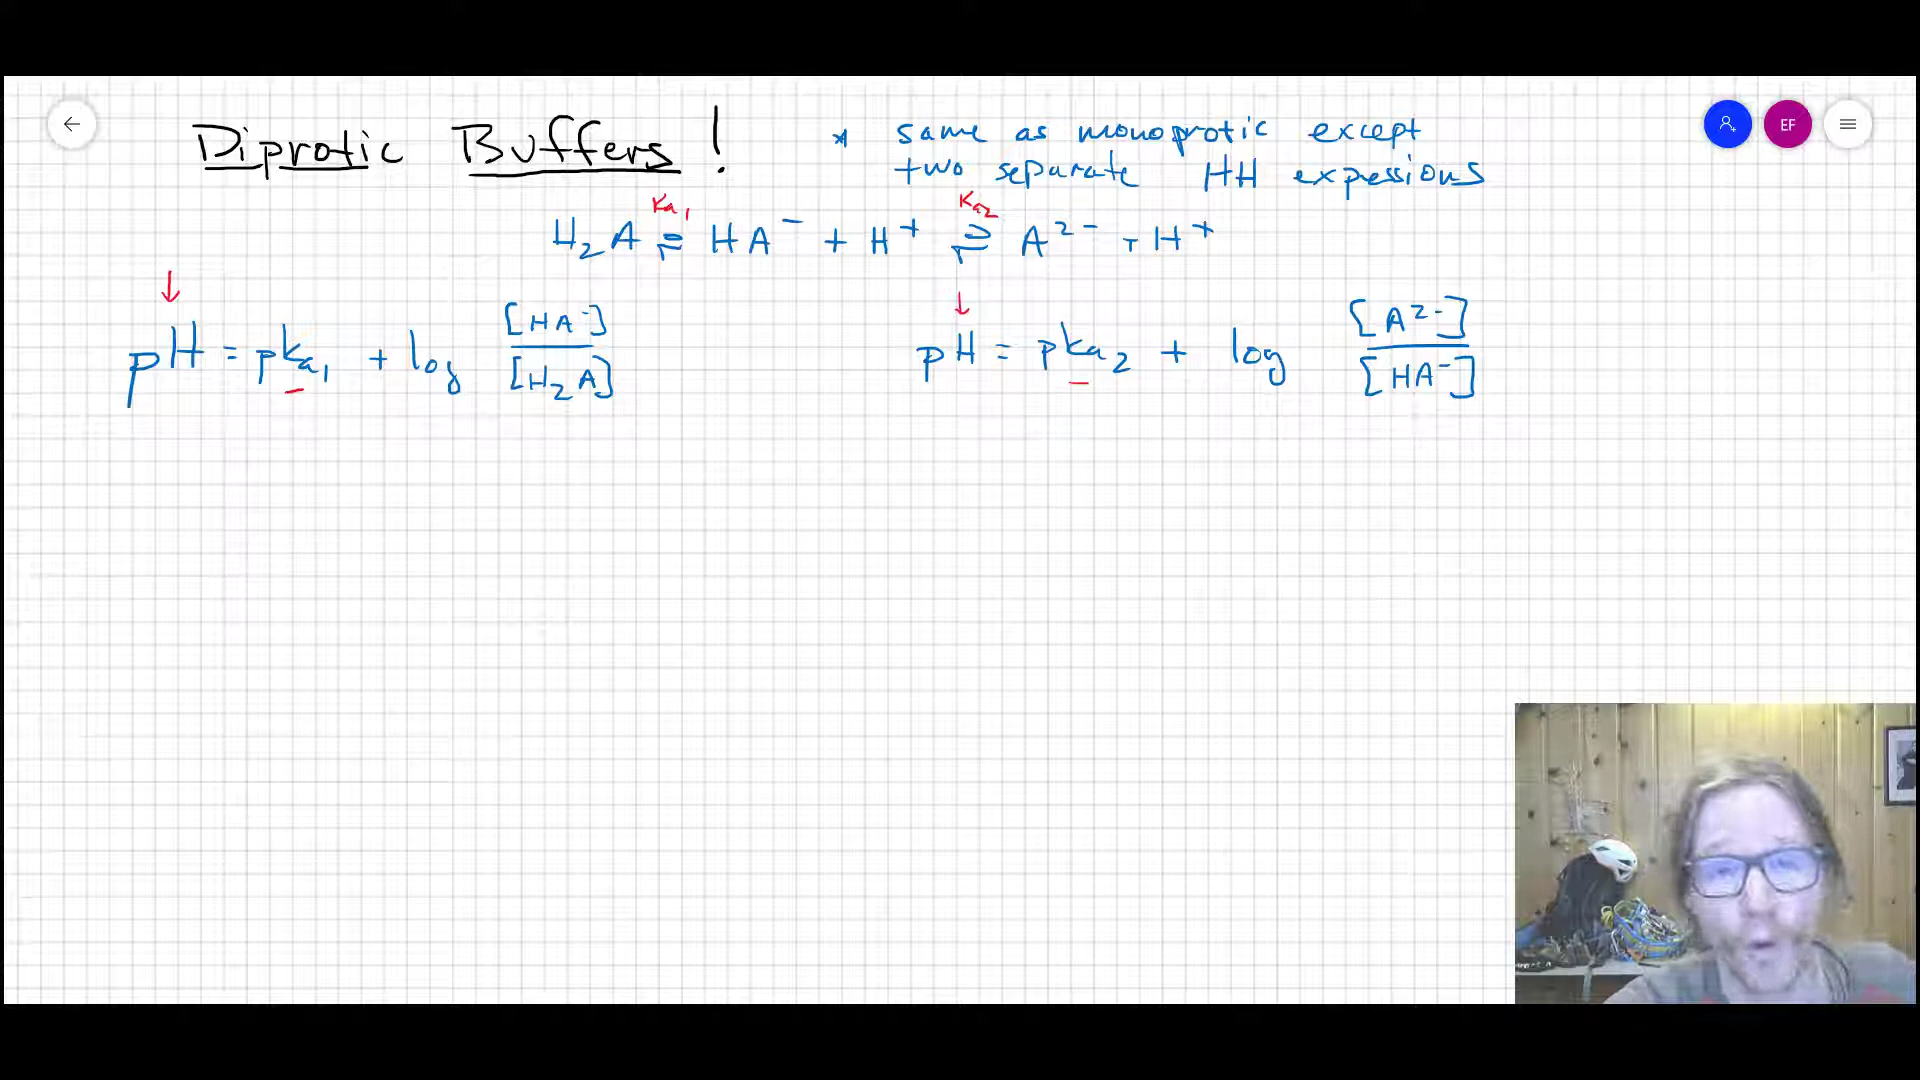 Diprotic Buffers !
* same as monoprotic except
two separate HH expessions
Ka1 Ka2
H2A ⇌ HA⁻ + H⁺ ⇌ A²⁻ + H⁺
↓ ↓
pH = pka1 + log [HA⁻]/[H2A]
pH = pka2 + log [A²⁻]/[HA⁻]
EF